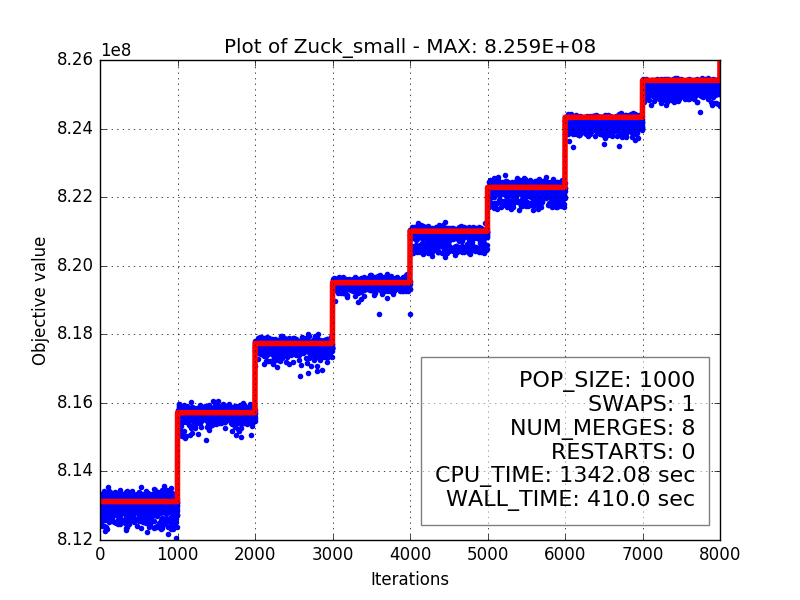 Plot of Zuck_small - MAX: 8.259E+08
1e8
8.26
8.24
8.22
8.20
8.18
8.16
8.14
8.12
Objective value
POP_SIZE: 1000
SWAPS: 1
NUM_MERGES: 8
RESTARTS: 0
CPU_TIME: 1342.08 sec
WALL_TIME: 410.0 sec
0 1000 2000 3000 4000 5000 6000 7000 8000
Iterations